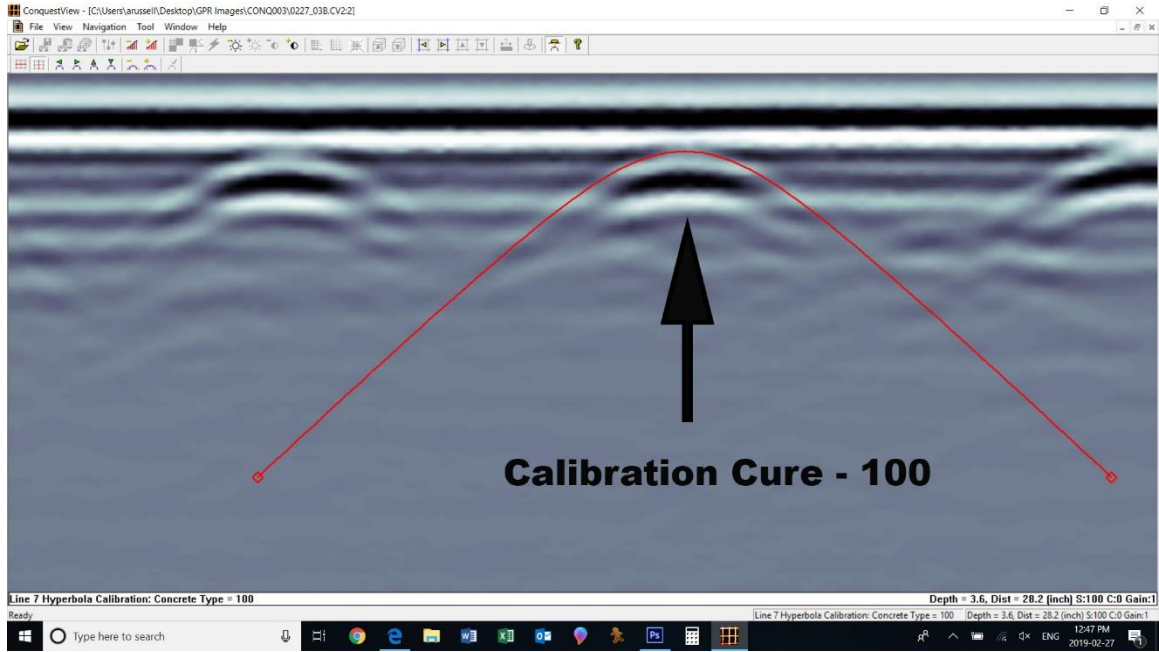 ConquestView - [C:\Users\arussell\Desktop\GPR Images\CONQ003\0227_03B.CV2:2]
File View Navigation Tool Window Help
Calibration Cure - 100
Line 7 Hyperbola Calibration: Concrete Type = 100
Depth = 3.6, Dist = 28.2 (inch) S:100 C:0 Gain:1
Ready
Line 7 Hyperbola Calibration: Concrete Type = 100
Depth = 3.6, Dist = 28.2 (inch) S:100 C:0 Gain:1
Type here to search
Ps
ENG
12:47 PM
2019-02-27